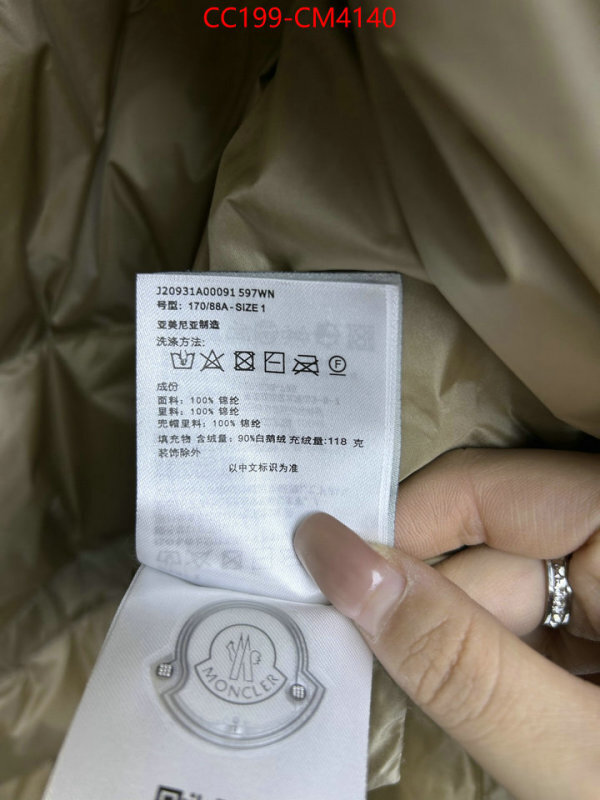 CC199-CM4140
J20931A00091 597WN
号型: 170/88A-SIZE 1
亚美尼亚制造
洗涤方法:
F
成份
面料: 100% 锦纶
里料: 100% 锦纶
兜帽里料: 100% 锦纶
填充物 含绒量: 90%白鹅绒 充绒量:118 克
装饰除外
以中文标识为准
M
MONCLER